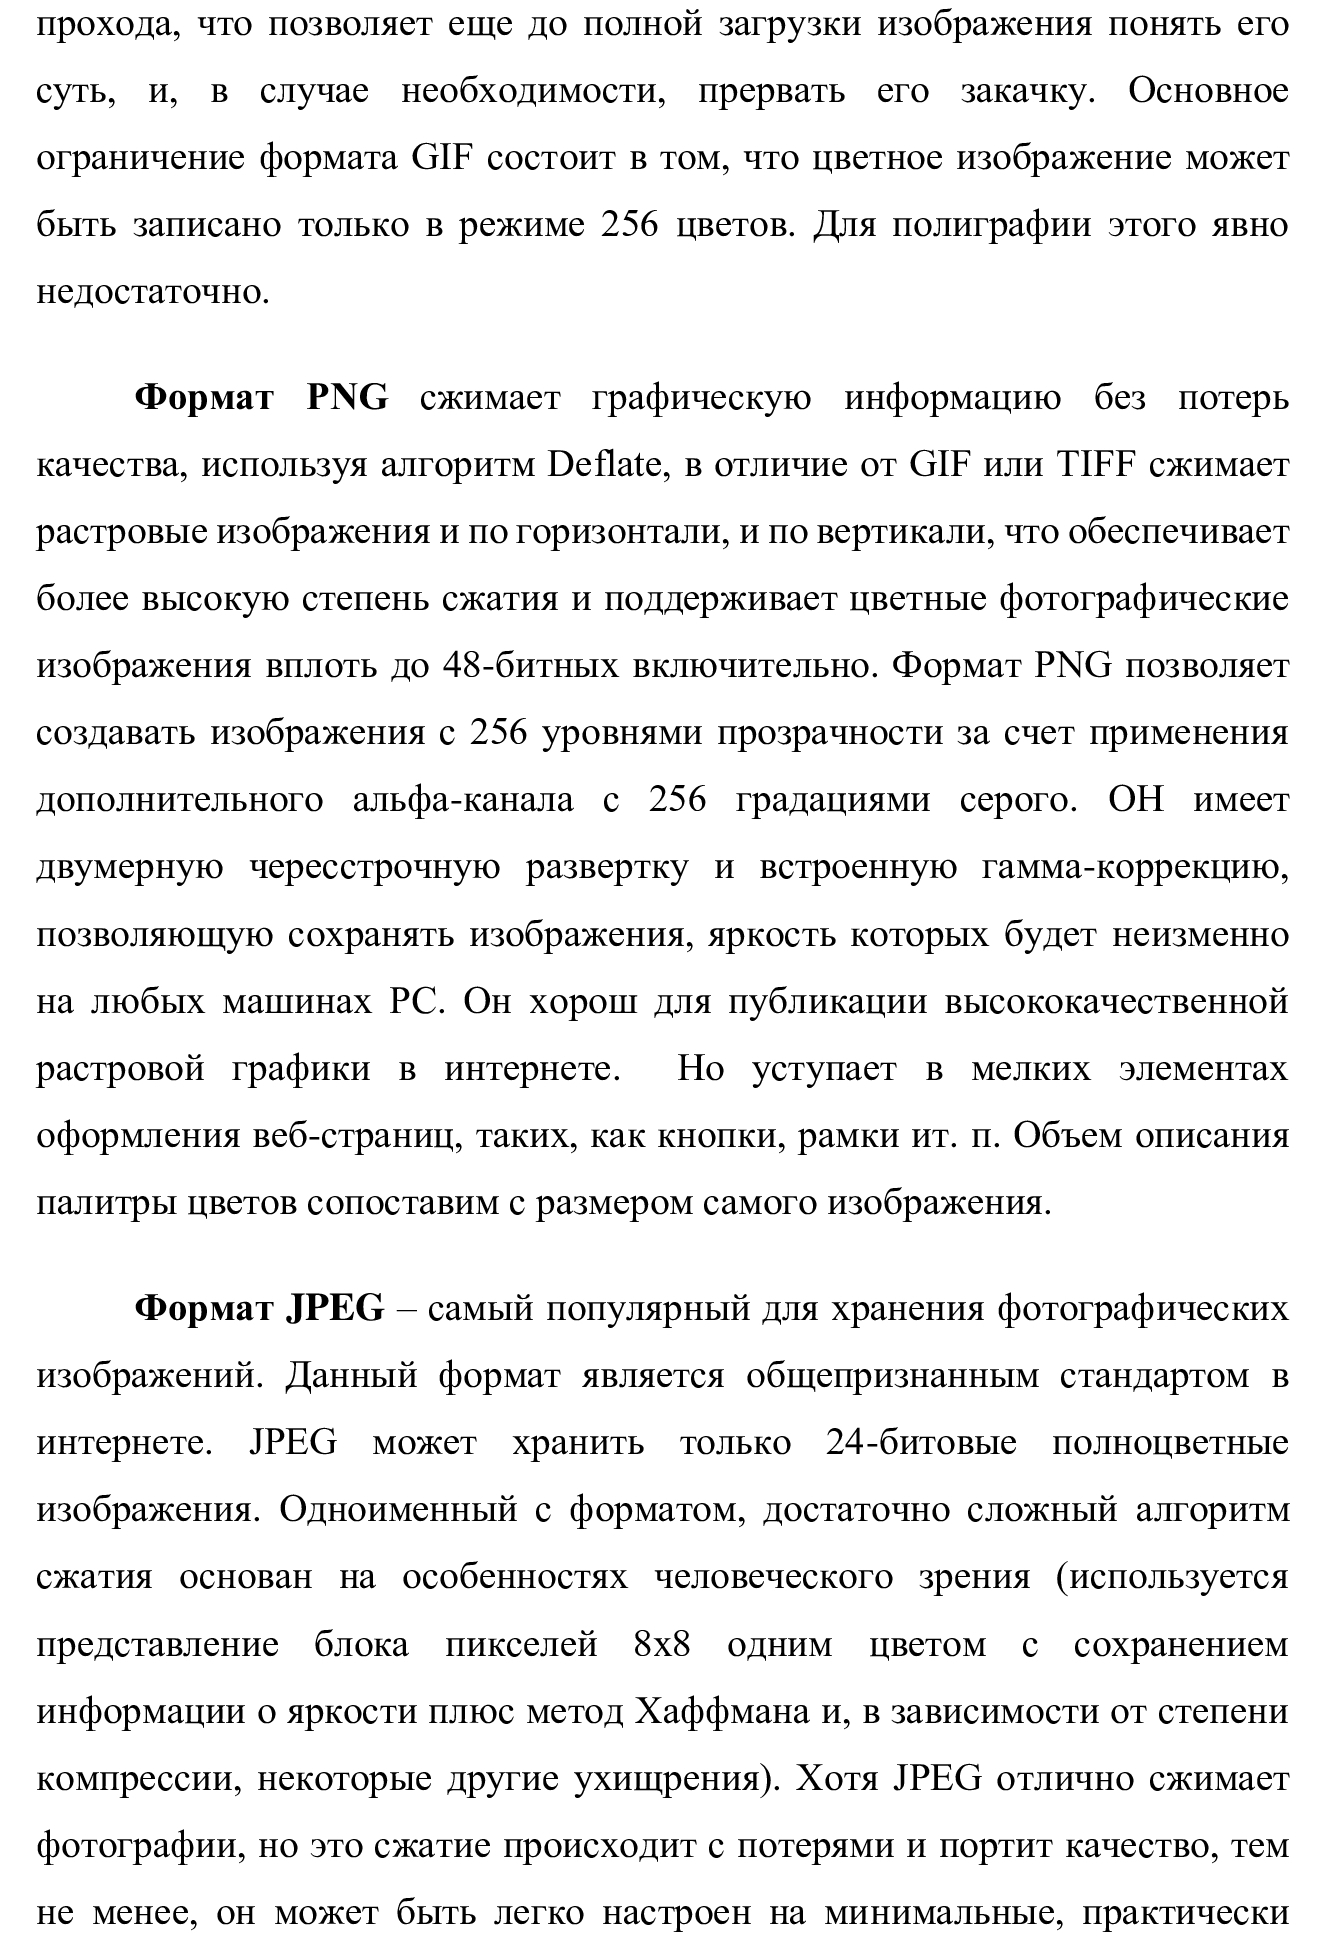 прохода, что позволяет еще до полной загрузки изображения понять его
суть, и, в случае необходимости, прервать его закачку. Основное
ограничение формата GIF состоит в том, что цветное изображение может
быть записано только в режиме 256 цветов. Для полиграфии этого явно
недостаточно.
Формат PNG сжимает графическую информацию без потерь
качества, используя алгоритм Deflate, в отличие от GIF или TIFF сжимает
растровые изображения и по горизонтали, и по вертикали, что обеспечивает
более высокую степень сжатия и поддерживает цветные фотографические
изображения вплоть до 48-битных включительно. Формат PNG позволяет
создавать изображения с 256 уровнями прозрачности за счет применения
дополнительного альфа-канала с 256 градациями серого. ОН имеет
двумерную чересстрочную развертку и встроенную гамма-коррекцию,
позволяющую сохранять изображения, яркость которых будет неизменно
на любых машинах PC. Он хорош для публикации высококачественной
растровой графики в интернете. Но уступает в мелких элементах
оформления веб-страниц, таких, как кнопки, рамки ит. п. Объем описания
палитры цветов сопоставим с размером самого изображения.
Формат JPEG – самый популярный для хранения фотографических
изображений. Данный формат является общепризнанным стандартом в
интернете. JPEG может хранить только 24-битовые полноцветные
изображения. Одноименный с форматом, достаточно сложный алгоритм
сжатия основан на особенностях человеческого зрения (используется
представление блока пикселей 8x8 одним цветом с сохранением
информации о яркости плюс метод Хаффмана и, в зависимости от степени
компрессии, некоторые другие ухищрения). Хотя JPEG отлично сжимает
фотографии, но это сжатие происходит с потерями и портит качество, тем
не менее, он может быть легко настроен на минимальные, практически